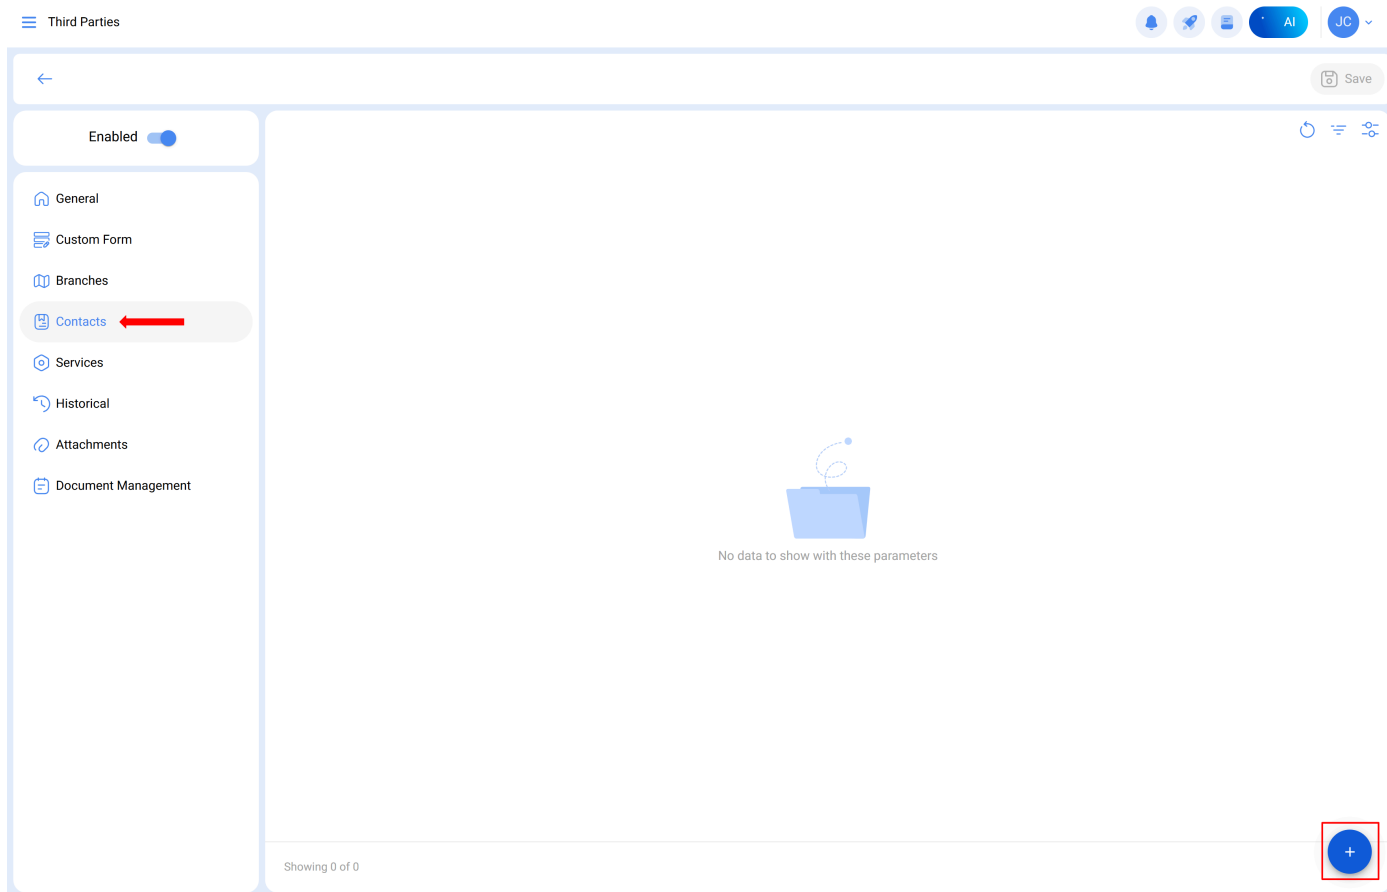 Third Parties
AI
JC
Save
Enabled
General
Custom Form
Branches
Contacts
Services
Historical
Attachments
Document Management
No data to show with these parameters
Showing 0 of 0
+